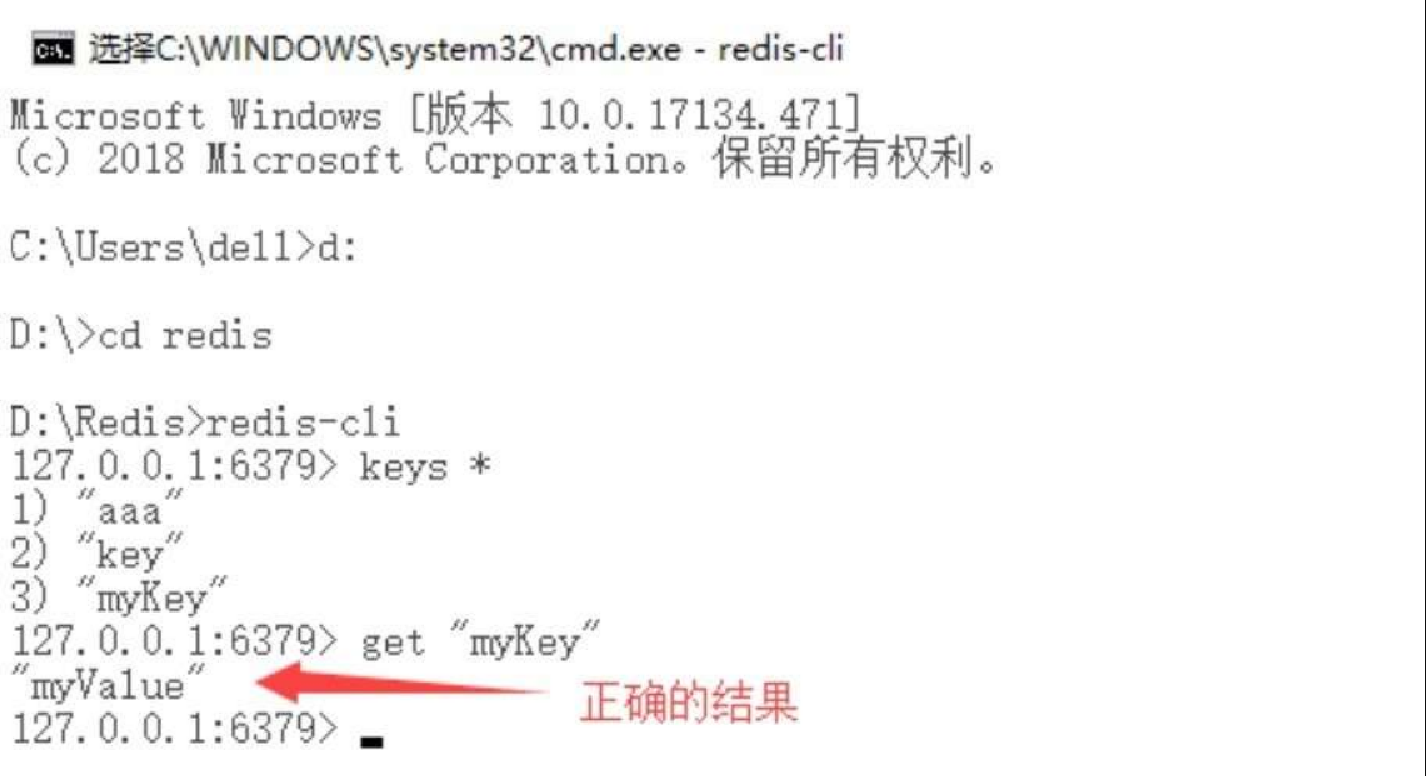 选择C:\WINDOWS\system32\cmd.exe - redis-cli
Microsoft Windows [版本 10.0.17134.471]
(c) 2018 Microsoft Corporation。保留所有权利。
C:\Users\dell>d:
D:\>cd redis
D:\Redis>redis-cli
127.0.0.1:6379> keys *
1) "aaa"
2) "key"
3) "myKey"
127.0.0.1:6379> get "myKey"
"myValue"
正确的结果
127.0.0.1:6379>